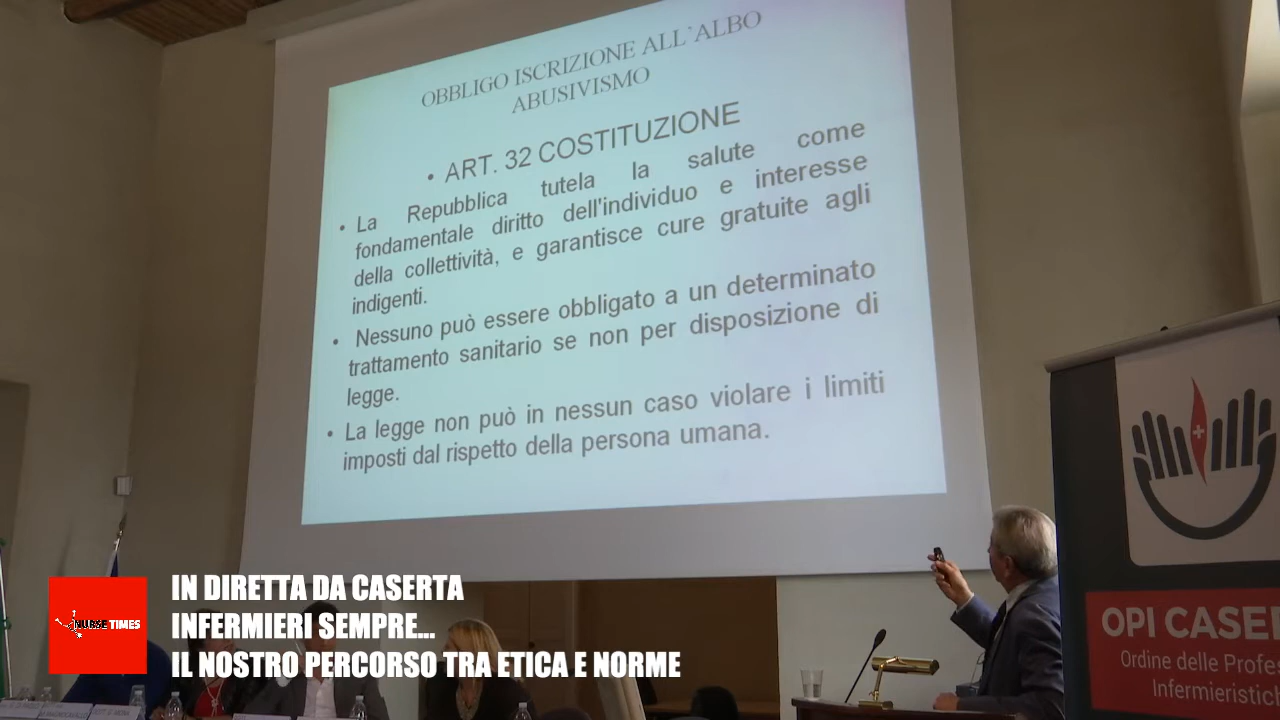 OBBLIGO ISCRIZIONE ALL`ALBO
ABUSIVISMO
• ART. 32 COSTITUZIONE
• La Repubblica tutela la salute come
fondamentale diritto dell'individuo e interesse
della collettività, e garantisce cure gratuite agli
indigenti.
• Nessuno può essere obbligato a un determinato
trattamento sanitario se non per disposizione di
legge.
• La legge non può in nessun caso violare i limiti
imposti dal rispetto della persona umana.
OPI CASER
Ordine delle Profes
Infermieristich
NURSE TIMES
IN DIRETTA DA CASERTA
INFERMIERI SEMPRE...
IL NOSTRO PERCORSO TRA ETICA E NORME